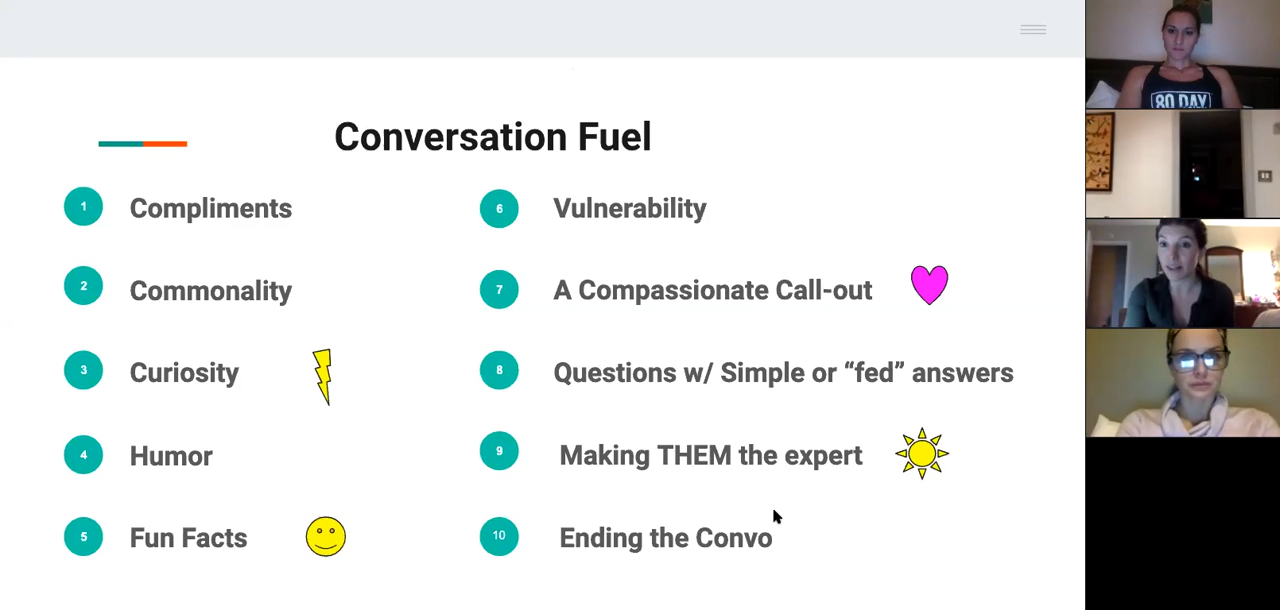 Conversation Fuel
1 Compliments
2 Commonality
3 Curiosity
4 Humor
5 Fun Facts
6 Vulnerability
7 A Compassionate Call-out
8 Questions w/ Simple or “fed” answers
9 Making THEM the expert
10 Ending the Convo
80 DAY